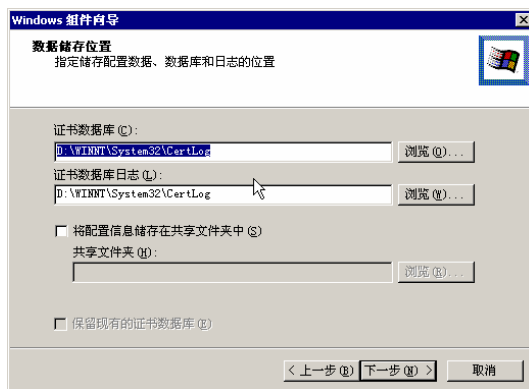 Windows 组件向导
数据储存位置
指定储存配置数据、数据库和日志的位置
证书数据库(C):
D:\WINNT\System32\CertLog
浏览(O)...
证书数据库日志(L):
D:\WINNT\System32\CertLog
浏览(W)...
将配置信息储存在共享文件夹中(S)
共享文件夹(H):
浏览(R)...
保留现有的证书数据库(E)
< 上一步(B)
下一步(N) >
取消